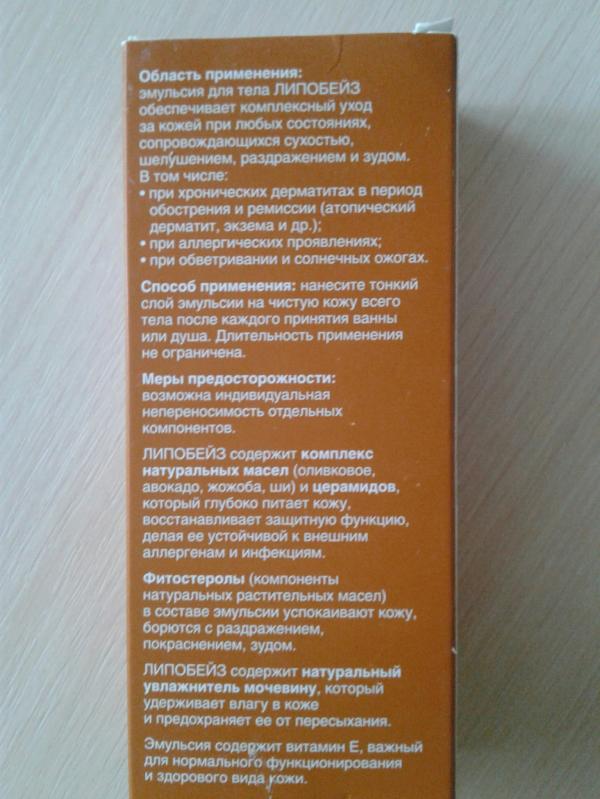 Область применения:
эмульсия для тела ЛИПОБЕЙЗ
обеспечивает комплексный уход
за кожей при любых состояниях,
сопровождающихся сухостью,
шелушением, раздражением и зудом.
В том числе:
• при хронических дерматитах в период
обострения и ремиссии (атопический
дерматит, экзема и др.);
• при аллергических проявлениях;
• при обветривании и солнечных ожогах.
Способ применения: нанесите тонкий
слой эмульсии на чистую кожу всего
тела после каждого принятия ванны
или душа. Длительность применения
не ограничена.
Меры предосторожности:
возможна индивидуальная
непереносимость отдельных
компонентов.
ЛИПОБЕЙЗ содержит комплекс
натуральных масел (оливковое,
авокадо, жожоба, ши) и церамидов,
который глубоко питает кожу,
восстанавливает защитную функцию,
делая ее устойчивой к внешним
аллергенам и инфекциям.
Фитостеролы (компоненты
натуральных растительных масел)
в составе эмульсии успокаивают кожу,
борются с раздражением,
покраснением, зудом.
ЛИПОБЕЙЗ содержит натуральный
увлажнитель мочевину, который
удерживает влагу в коже
и предохраняет ее от пересыхания.
Эмульсия содержит витамин Е, важный
для нормального функционирования
и здорового вида кожи.